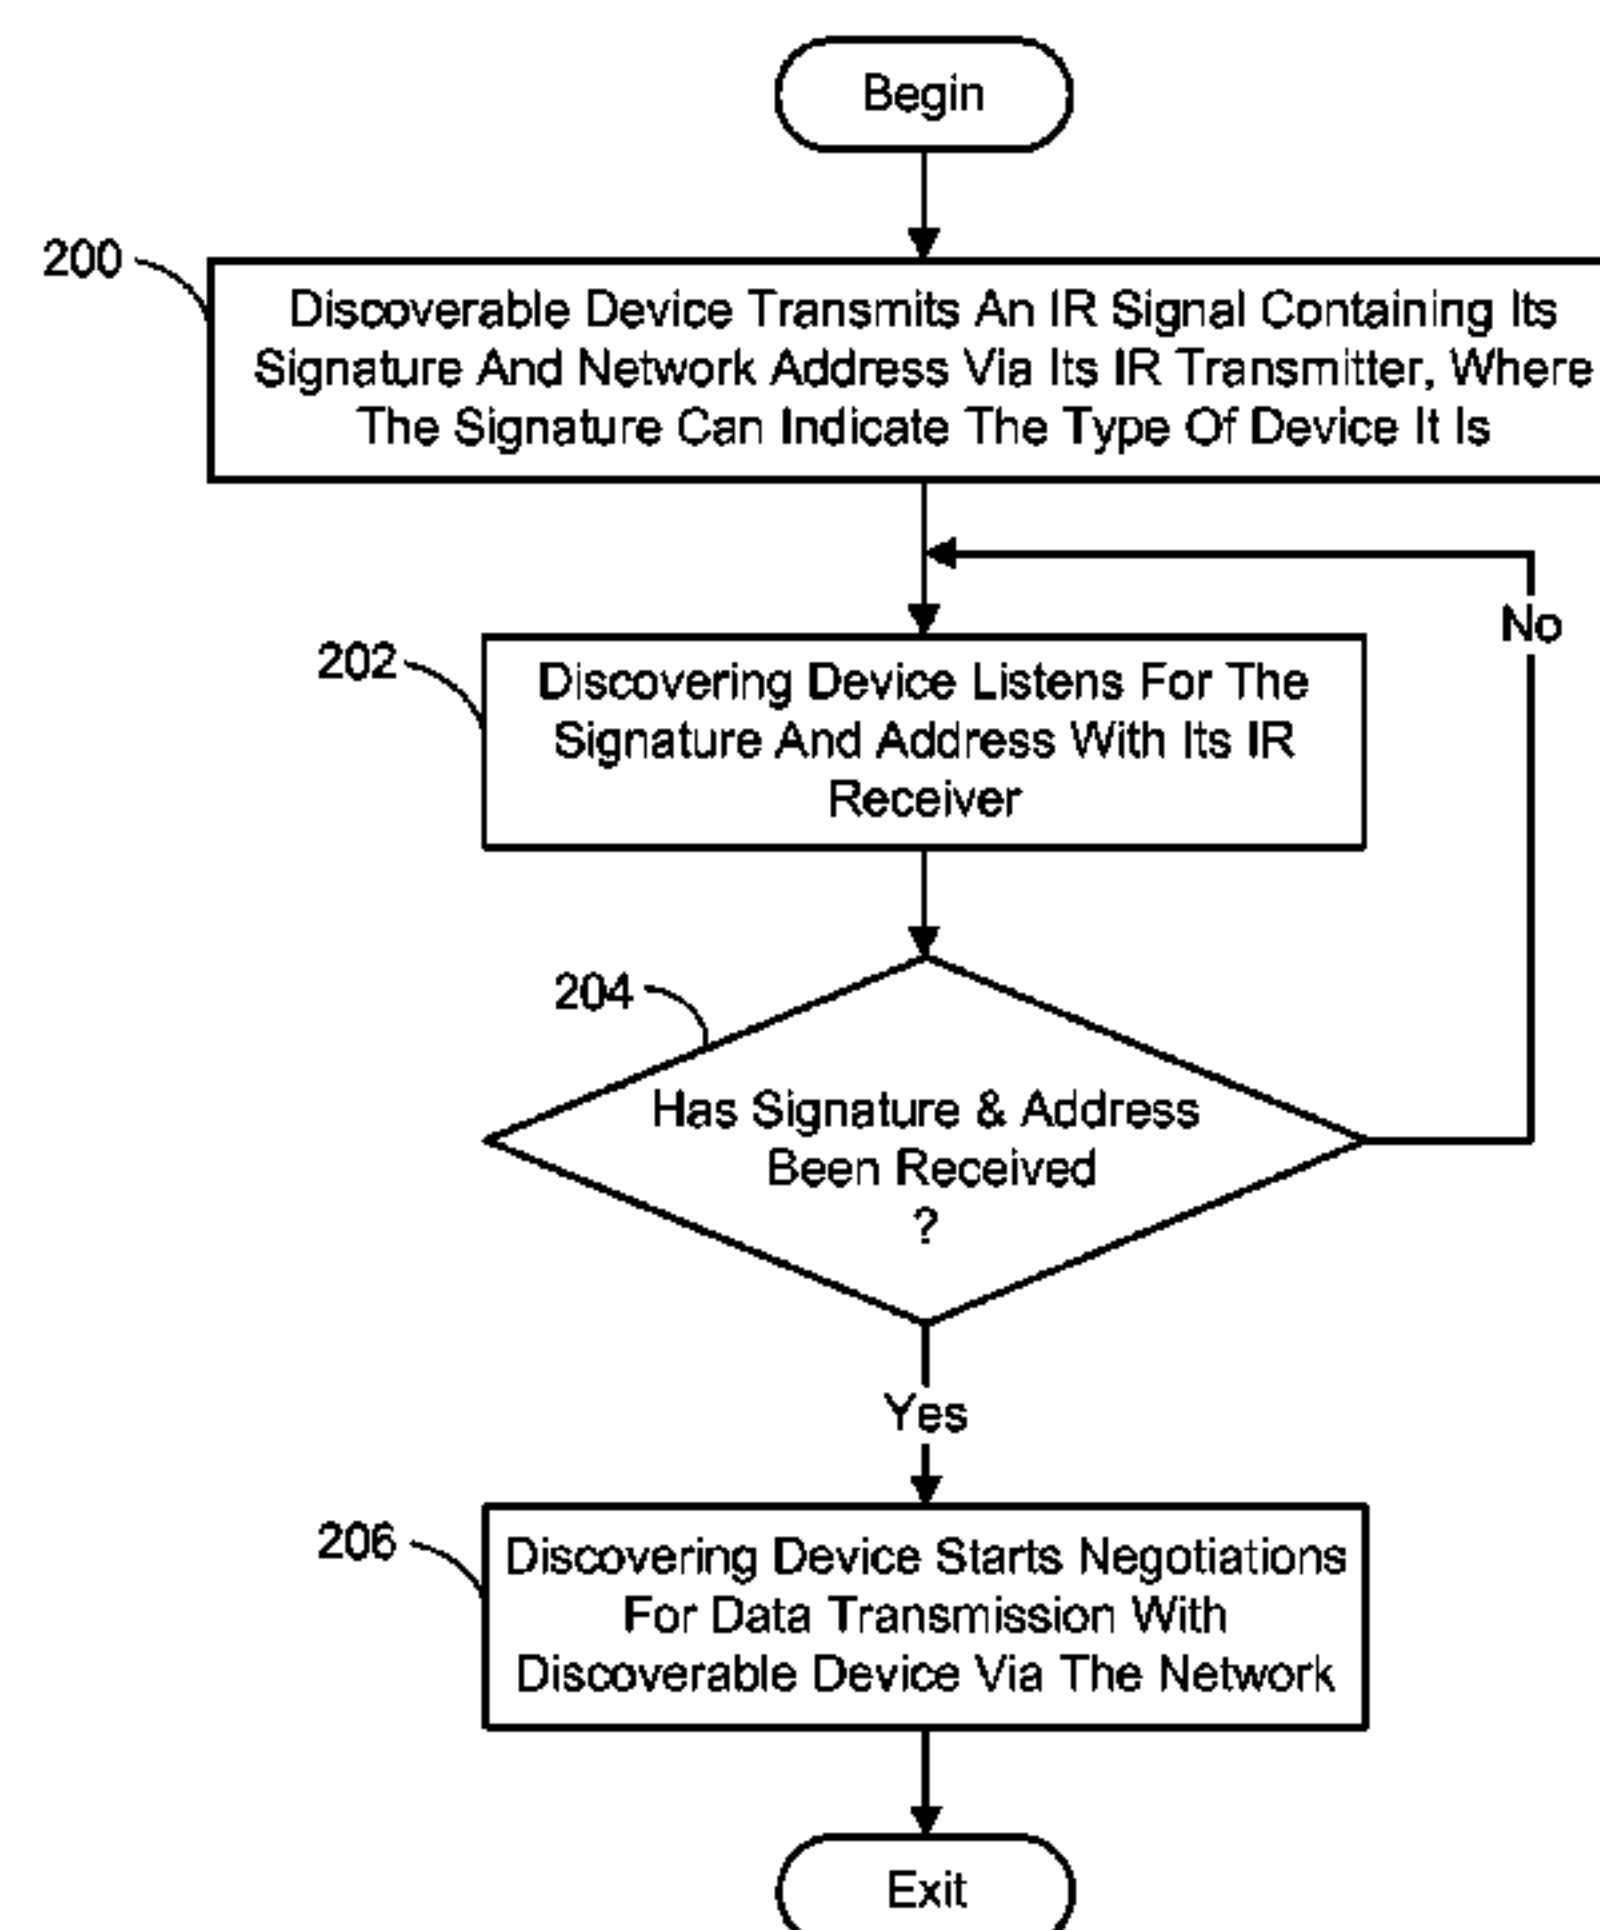 Begin
200
Discoverable Device Transmits An IR Signal Containing Its
Signature And Network Address Via Its IR Transmitter, Where
The Signature Can Indicate The Type Of Device It Is
No
202
Discovering Device Listens For The
Signature And Address With Its IR
Receiver
204
Has Signature & Address
Been Received
?
Yes
206
Discovering Device Starts Negotiations
For Data Transmission With
Discoverable Device Via The Network
Exit